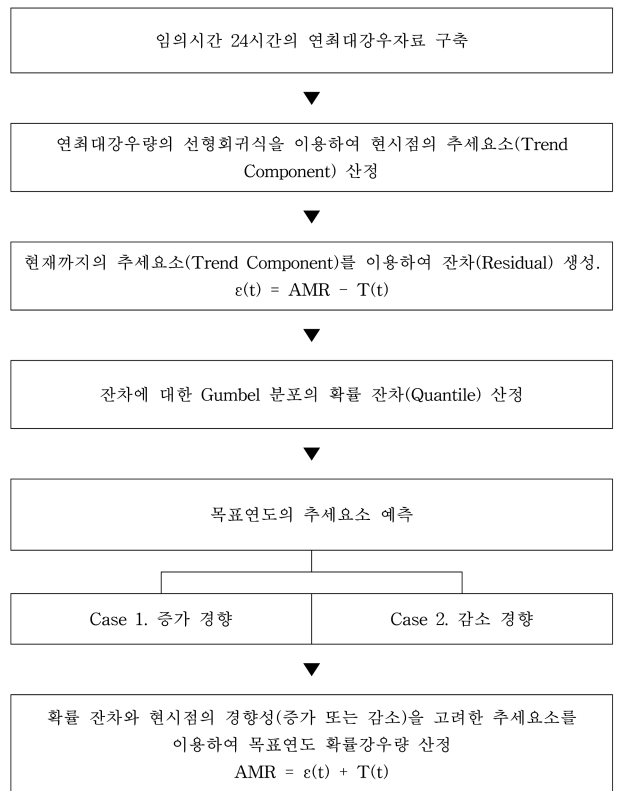 임의시간 24시간의 연최대강우자료 구축
연최대강우량의 선형회귀식을 이용하여 현시점의 추세요소(Trend
Component) 산정
현재까지의 추세요소(Trend Component)를 이용하여 잔차(Residual) 생성.
ε(t) = AMR - T(t)
잔차에 대한 Gumbel 분포의 확률 잔차(Quantile) 산정
목표연도의 추세요소 예측
Case 1. 증가 경향
Case 2. 감소 경향
확률 잔차와 현시점의 경향성(증가 또는 감소)을 고려한 추세요소를
이용하여 목표연도 확률강우량 산정
AMR = ε(t) + T(t)